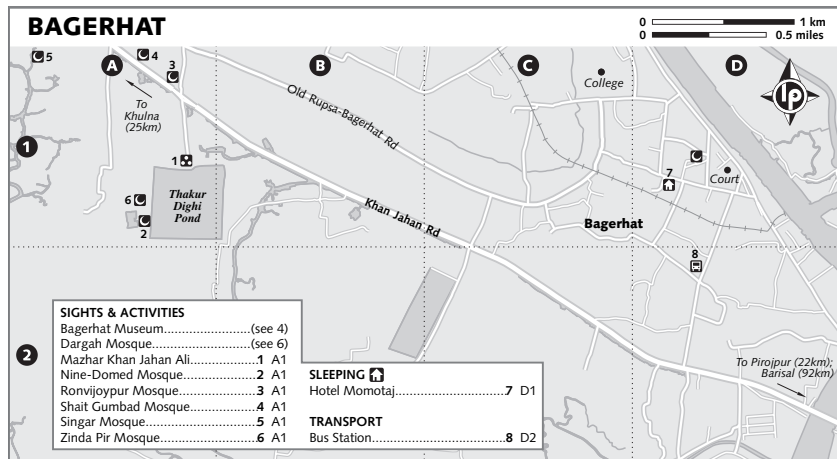 BAGERHAT
0 1 km
0 0.5 miles
A
B
C
D
1
2
5
4
3
To
Khulna
(25km)
Old Rupsa-Bagerhat Rd
College
lp
1
7
Court
6
Thakur
Dighi
Pond
2
Khan Jahan Rd
Bagerhat
8
To Pirojpur (22km);
Barisal (92km)
SIGHTS & ACTIVITIES
Bagerhat Museum............................(see 4)
Dargah Mosque...............................(see 6)
Mazhar Khan Jahan Ali.................1 A1
Nine-Domed Mosque...................2 A1
Ronvijoypur Mosque.....................3 A1
Shait Gumbad Mosque.................4 A1
Singar Mosque................................5 A1
Zinda Pir Mosque...........................6 A1
SLEEPING
Hotel Momotaj............................7 D1
TRANSPORT
Bus Station...................................8 D2